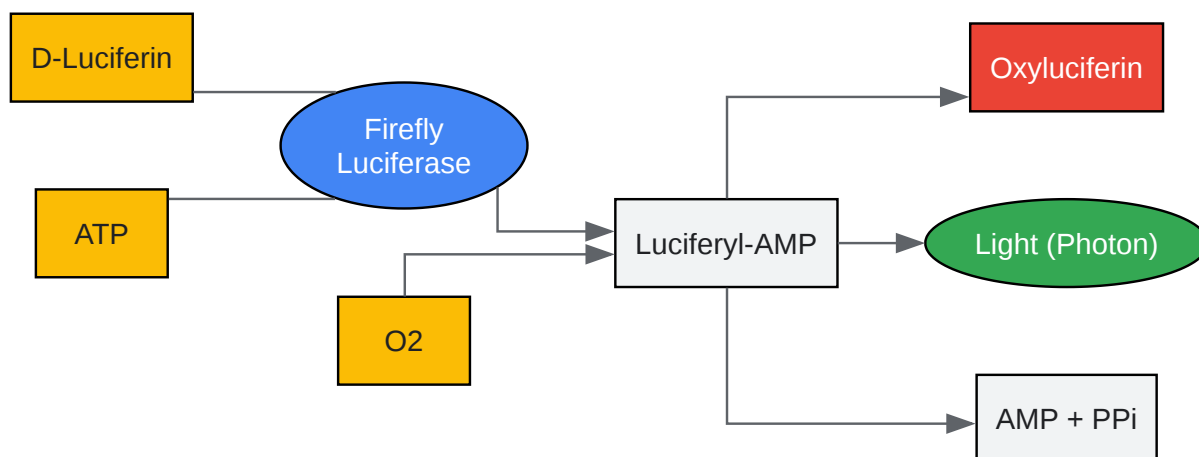 D-Luciferin
Oxyluciferin
Firefly
Luciferase
ATP
Luciferyl-AMP
Light (Photon)
O2
AMP + PPi